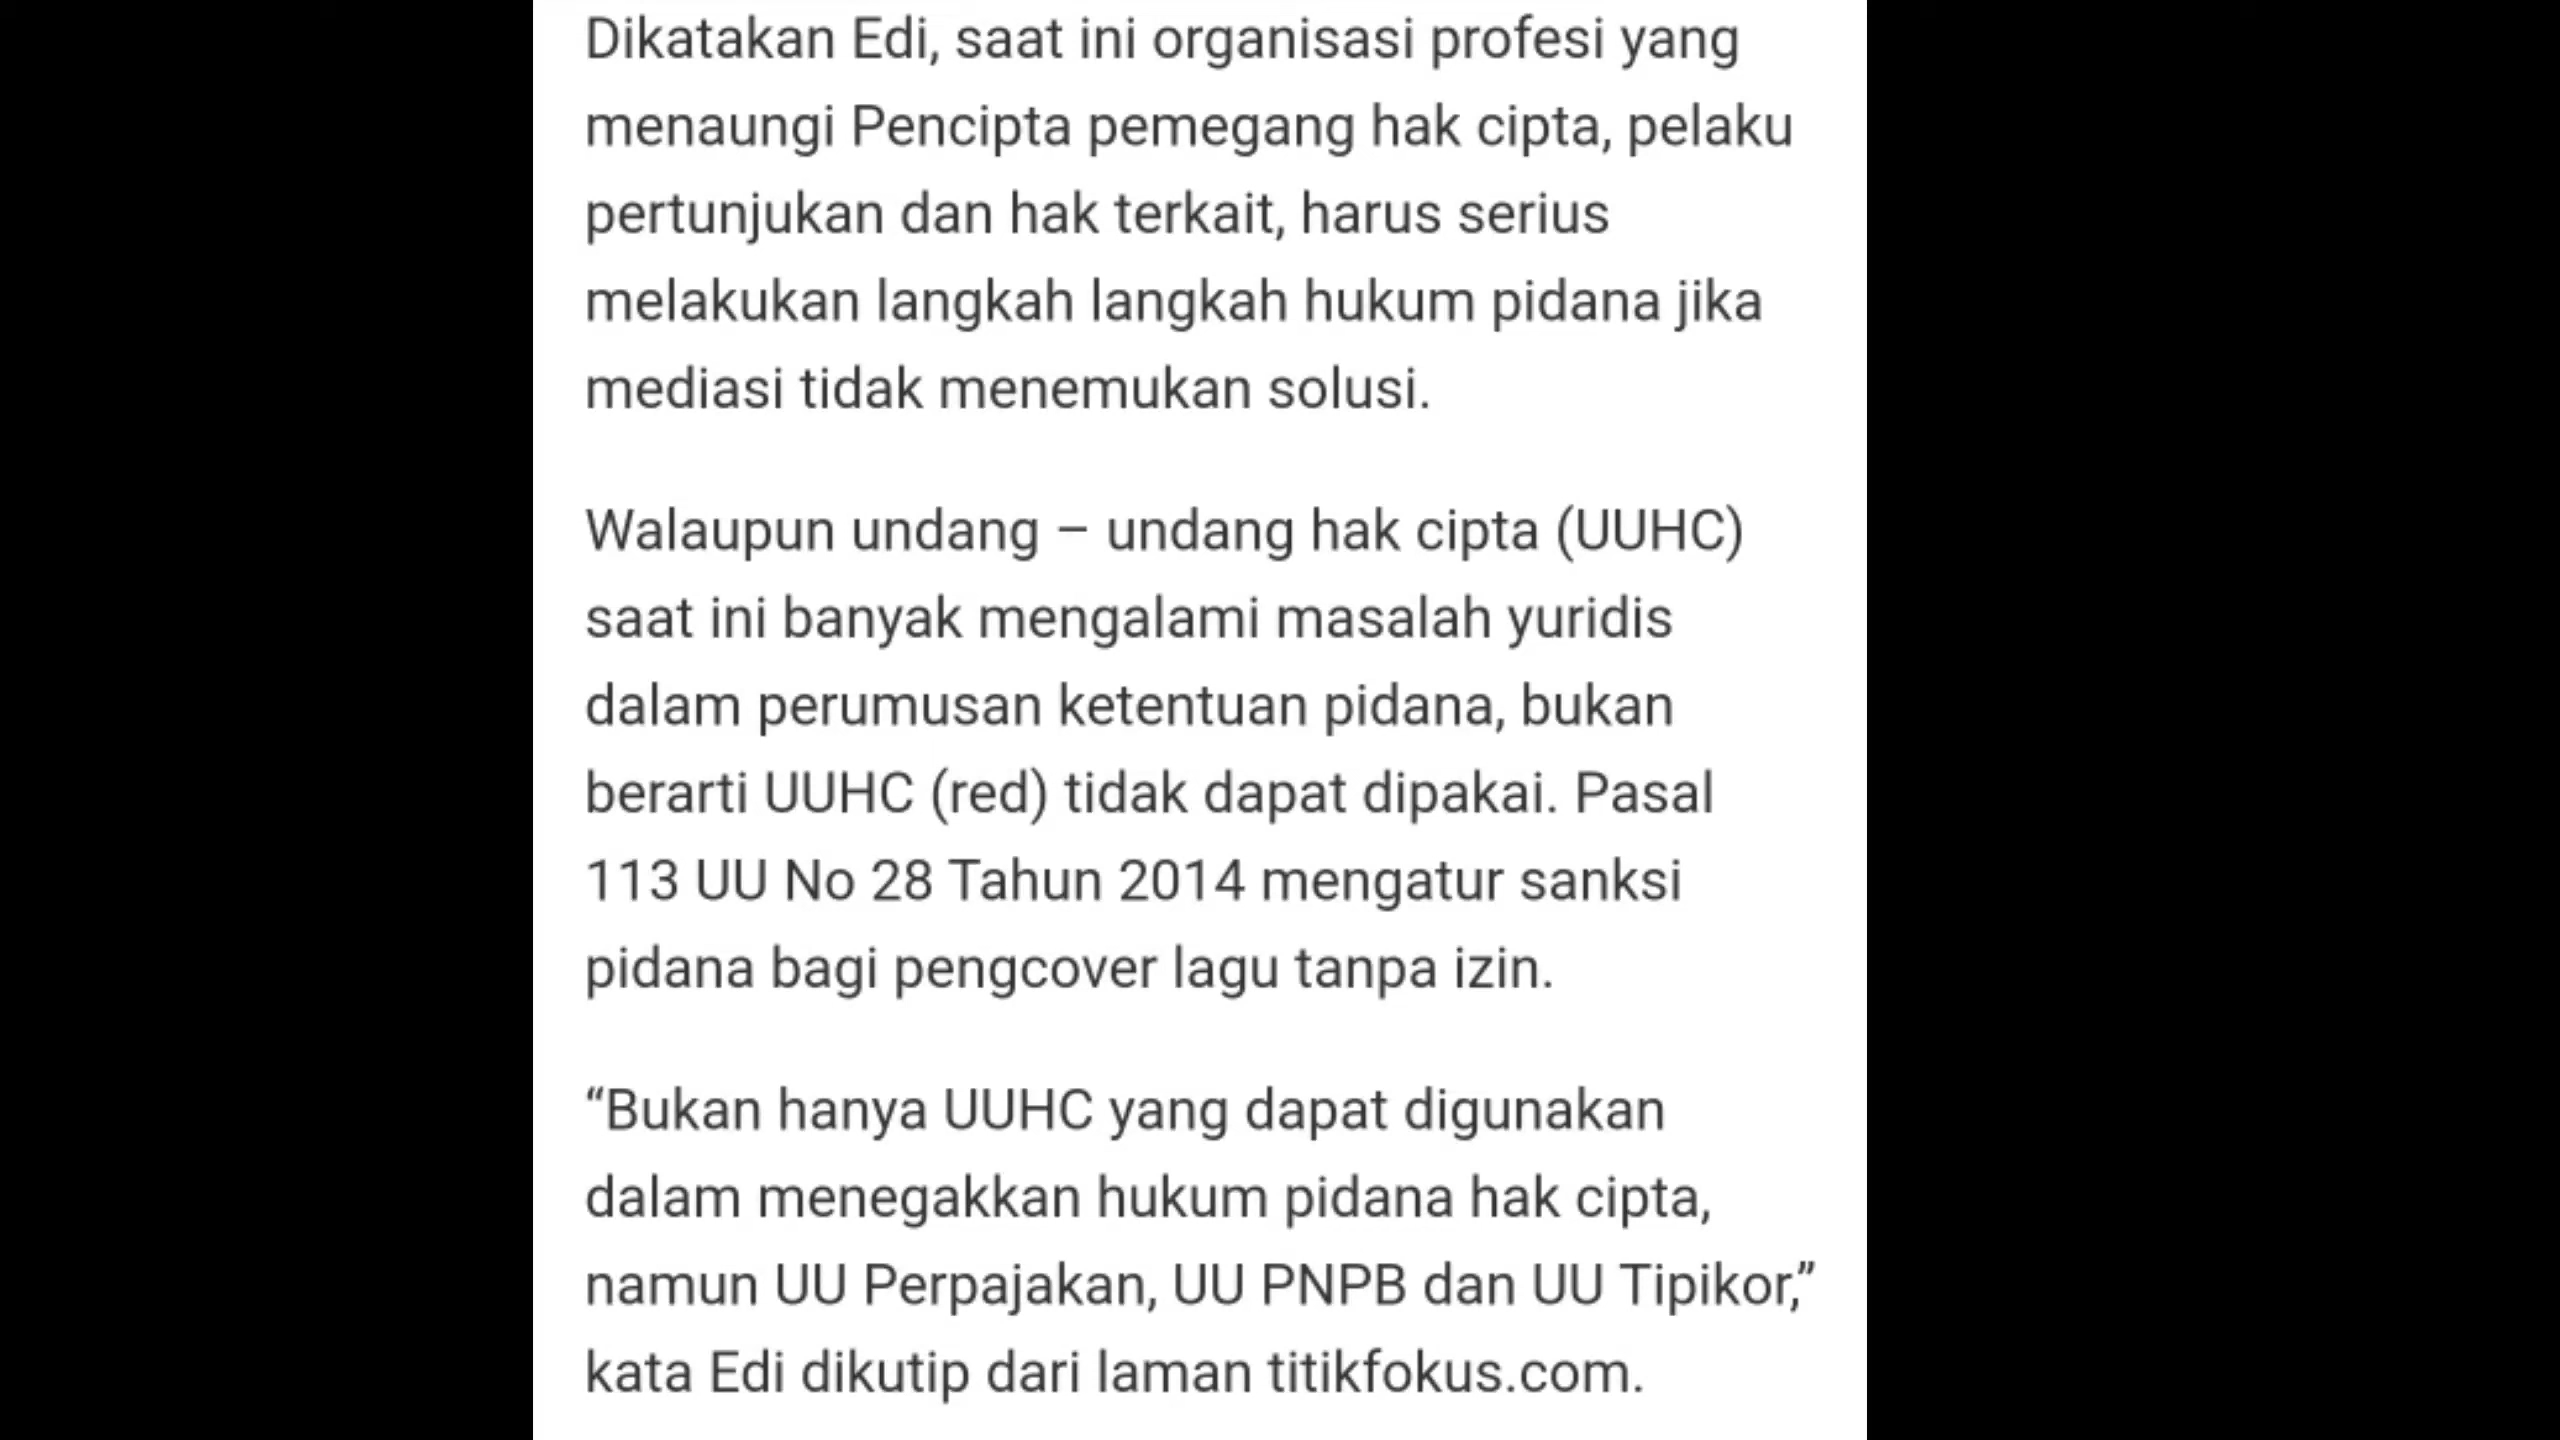 Dikatakan Edi, saat ini organisasi profesi yang
menaungi Pencipta pemegang hak cipta, pelaku
pertunjukan dan hak terkait, harus serius
melakukan langkah langkah hukum pidana jika
mediasi tidak menemukan solusi.
Walaupun undang – undang hak cipta (UUHC)
saat ini banyak mengalami masalah yuridis
dalam perumusan ketentuan pidana, bukan
berarti UUHC (red) tidak dapat dipakai. Pasal
113 UU No 28 Tahun 2014 mengatur sanksi
pidana bagi pengcover lagu tanpa izin.
“Bukan hanya UUHC yang dapat digunakan
dalam menegakkan hukum pidana hak cipta,
namun UU Perpajakan, UU PNPB dan UU Tipikor,”
kata Edi dikutip dari laman titikfokus.com.